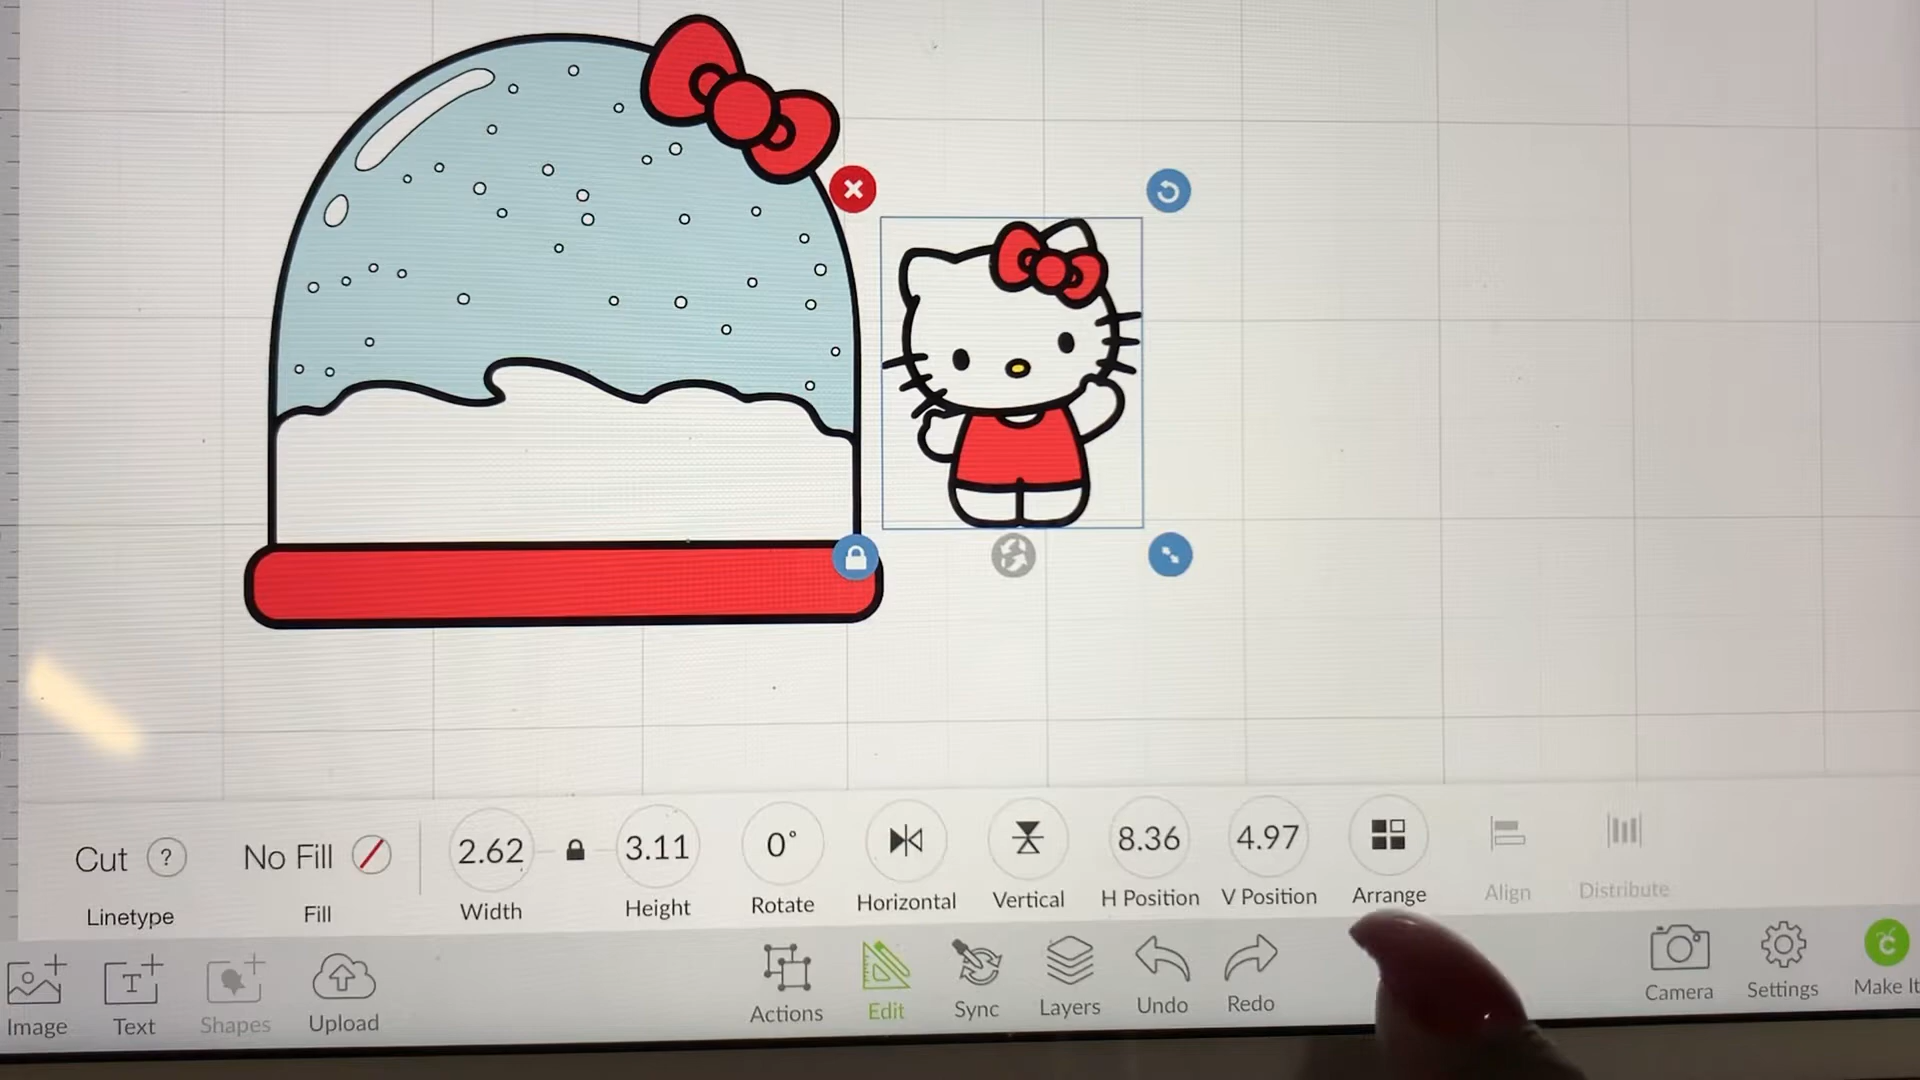 Cut ? No Fill 2.62 3.11 0° 8.36 4.97
Linetype Fill Width Height Rotate Horizontal Vertical H Position V Position Arrange Align Distribute
Image Text Shapes Upload Actions Edit Sync Layers Undo Redo Camera Settings Make It